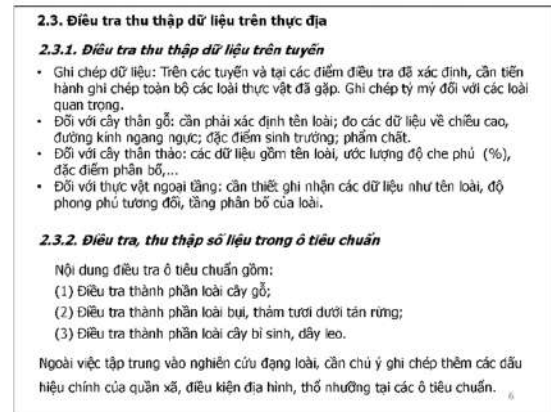 2.3. Điều tra thu thập dữ liệu trên thực địa
2.3.1. Điều tra thu thập dữ liệu trên tuyến
• Ghi chép dữ liệu: Trên các tuyến và tại các điểm điều tra đã xác định, cần tiến
hành ghi chép toàn bộ các loài thực vật đã gặp. Ghi chép tỷ mỷ đối với các loài
quan trọng.
• Đối với cây thân gỗ: cần phải xác định tên loài; đo các dữ liệu về chiều cao,
đường kính ngang ngực; đặc điểm sinh trưởng; phẩm chất.
• Đối với cây thân thảo: các dữ liệu gồm tên loài, ước lượng độ che phủ (%),
đặc điểm phân bố,...
• Đối với thực vật ngoại tầng: cần thiết ghi nhận các dữ liệu như tên loài, độ
phong phú tương đối, tầng phân bố của loài.
2.3.2. Điều tra, thu thập số liệu trong ô tiêu chuẩn
Nội dung điều tra ô tiêu chuẩn gồm:
(1) Điều tra thành phần loài cây gỗ;
(2) Điều tra thành phần loài bụi, thảm tươi dưới tán rừng;
(3) Điều tra thành phần loài cây bì sinh, dây leo.
Ngoài việc tập trung vào nghiên cứu dạng loài, cần chú ý ghi chép thêm các dấu
hiệu chính của quần xã, điều kiện địa hình, thổ nhưỡng tại các ô tiêu chuẩn.
6